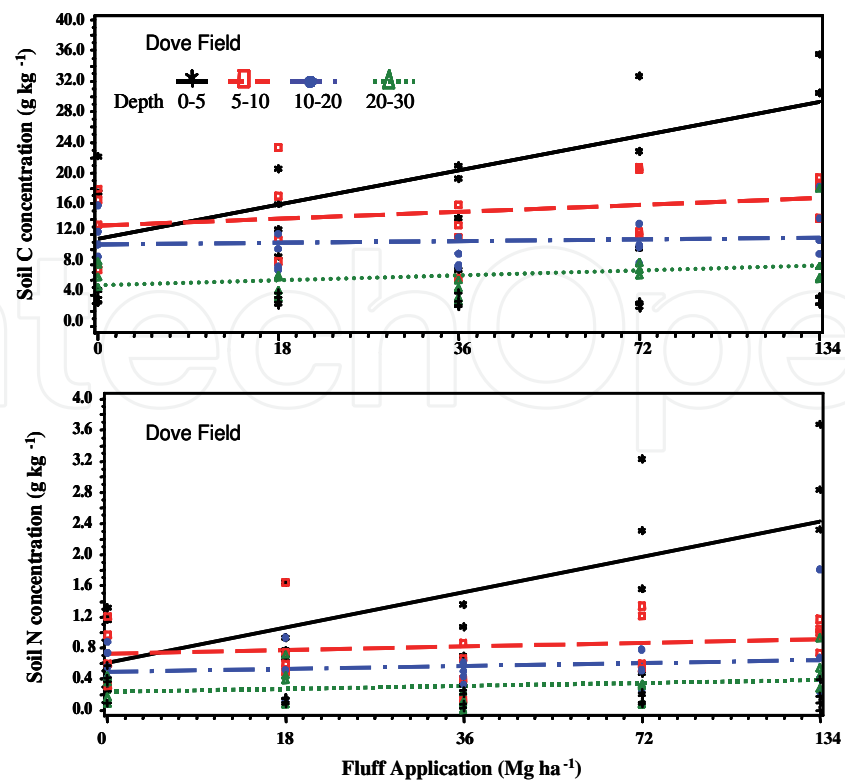 Dove Field
Depth 0-5 5-10 10-20 20-30
Soil C concentration (g kg -1)
40.0
36.0
32.0
28.0
24.0
20.0
16.0
12.0
8.0
4.0
0.0
0 18 36 72 134
Dove Field
Soil N concentration (g kg -1)
4.0
3.6
3.2
2.8
2.4
2.0
1.6
1.2
0.8
0.4
0.0
0 18 36 72 134
Fluff Application (Mg ha-1)
ntechOpe